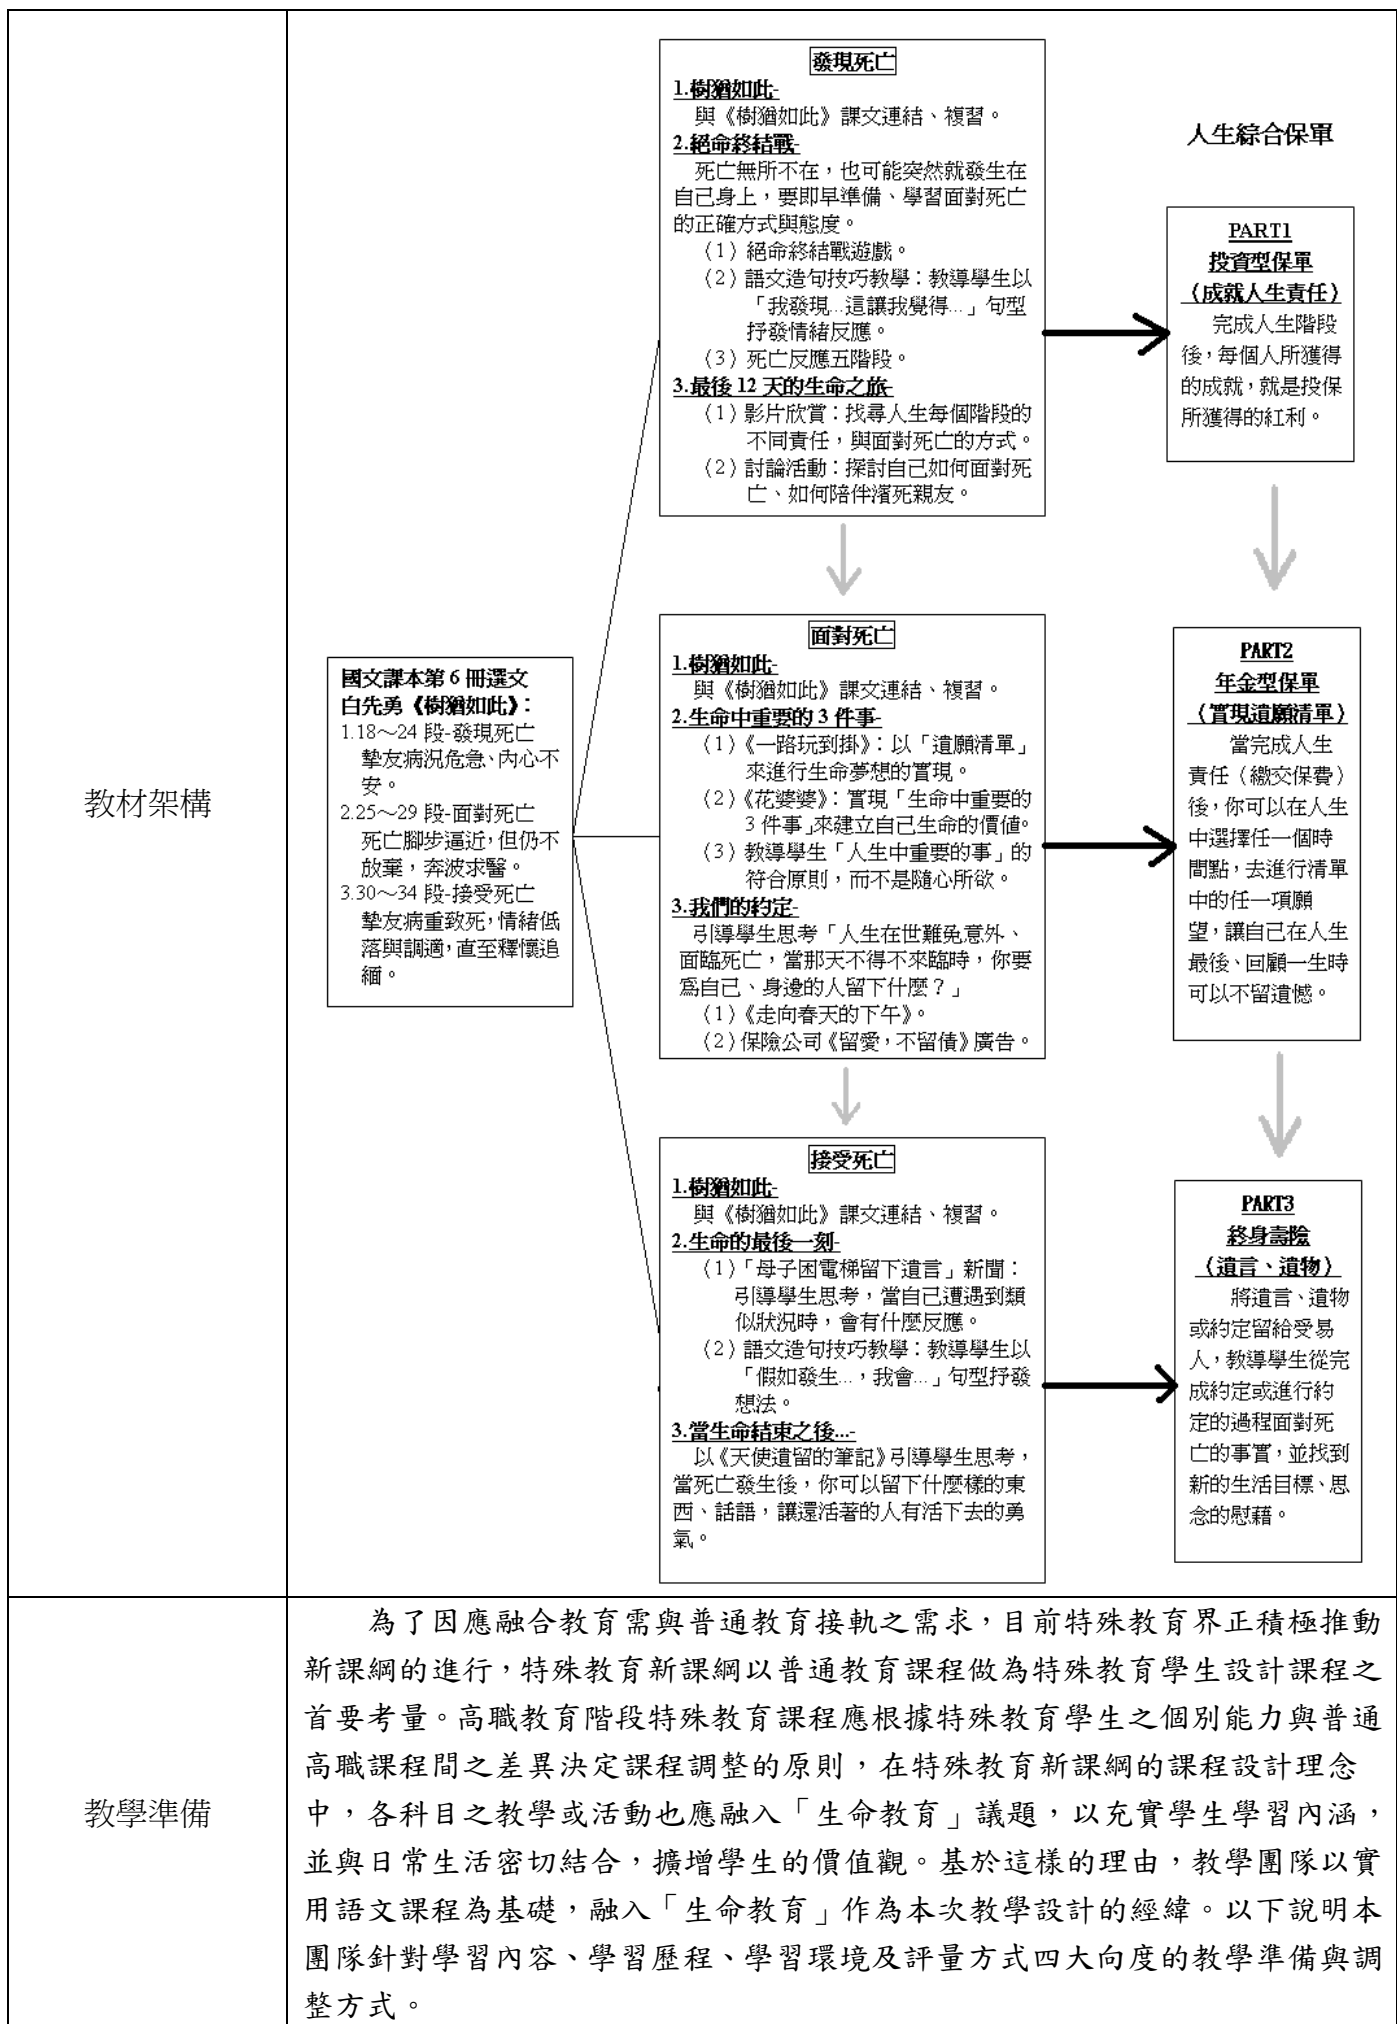 教材架構
國文課本第 6 冊選文
白先勇《樹猶如此》：
1.18～24 段-發現死亡
摯友病況危急、內心不
安。
2.25～29 段-面對死亡
死亡腳步逼近，但仍不
放棄，奔波求醫。
3.30～34 段-接受死亡
摯友病重致死，情緒低
落與調適，直至釋懷追
緬。
發現死亡
1.樹猶如此-
與《樹猶如此》課文連結、複習。
2.絕命終結戰-
死亡無所不在，也可能突然就發生在
自己身上，要即早準備、學習面對死亡
的正確方式與態度。
（1）絕命終結戰遊戲。
（2）語文造句技巧教學：教導學生以
「我發現…這讓我覺得…」句型
抒發情緒反應。
（3）死亡反應五階段。
3.最後 12 天的生命之旅-
（1）影片欣賞：找尋人生每個階段的
不同責任，與面對死亡的方式。
（2）討論活動：探討自己如何面對死
亡、如何陪伴瀕死親友。
面對死亡
1.樹猶如此-
與《樹猶如此》課文連結、複習。
2.生命中重要的 3 件事-
（1）《一路玩到掛》：以「遺願清單」
來進行生命夢想的實現。
（2）《花婆婆》：實現「生命中重要的
3 件事」來建立自己生命的價值。
（3）教導學生「人生中重要的事」的
符合原則，而不是隨心所欲。
3.我們的約定-
引導學生思考「人生在世難免意外、
面臨死亡，當那天不得不來臨時，你要
為自己、身邊的人留下什麼？」
（1）《走向春天的下午》。
（2）保險公司《留愛，不留債》廣告。
接受死亡
1.樹猶如此-
與《樹猶如此》課文連結、複習。
2.生命的最後一刻-
（1）「母子困電梯留下遺言」新聞：
引導學生思考，當自己遭遇到類
似狀況時，會有什麼反應。
（2）語文造句技巧教學：教導學生以
「假如發生…，我會…」句型抒發
想法。
3.當生命結束之後…-
以《天使遺留的筆記》引導學生思考，
當死亡發生後，你可以留下什麼樣的東
西、話語，讓還活著的人有活下去的勇
氣。
人生綜合保單
PART1
投資型保單
（成就人生責任）
完成人生階段
後，每個人所獲得
的成就，就是投保
所獲得的紅利。
PART2
年金型保單
（實現遺願清單）
當完成人生
責任（繳交保費）
後，你可以在人生
中選擇任一個時
間點，去進行清單
中的任一項願
望，讓自己在人生
最後、回顧一生時
可以不留遺憾。
PART3
終身壽險
（遺言、遺物）
將遺言、遺物
或約定留給受易
人，教導學生從完
成約定或進行約
定的過程面對死
亡的事實，並找到
新的生活目標、思
念的慰藉。
教學準備
為了因應融合教育需與普通教育接軌之需求，目前特殊教育界正積極推動
新課綱的進行，特殊教育新課綱以普通教育課程做為特殊教育學生設計課程之
首要考量。高職教育階段特殊教育課程應根據特殊教育學生之個別能力與普通
高職課程間之差異決定課程調整的原則，在特殊教育新課綱的課程設計理念
中，各科目之教學或活動也應融入「生命教育」議題，以充實學生學習內涵，
並與日常生活密切結合，擴增學生的價值觀。基於這樣的理由，教學團隊以實
用語文課程為基礎，融入「生命教育」作為本次教學設計的經緯。以下說明本
團隊針對學習內容、學習歷程、學習環境及評量方式四大向度的教學準備與調
整方式。